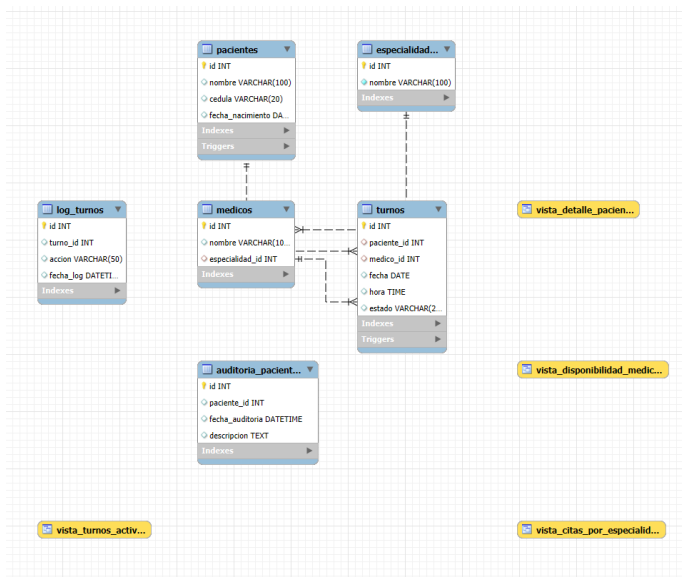 pacientes
id INT
nombre VARCHAR(100)
cedula VARCHAR(20)
fecha_nacimiento DA...
Indexes
Triggers
especialidad...
id INT
nombre VARCHAR(100)
Indexes
log_turnos
id INT
turno_id INT
accion VARCHAR(50)
fecha_log DATETI...
Indexes
medicos
id INT
nombre VARCHAR(10...
especialidad_id INT
Indexes
turnos
id INT
paciente_id INT
medico_id INT
fecha DATE
hora TIME
estado VARCHAR(2...
Indexes
Triggers
vista_detalle_pacien...
auditoria_pacient...
id INT
paciente_id INT
fecha_auditoria DATETIME
descripcion TEXT
Indexes
vista_disponibilidad_medic...
vista_turnos_activ...
vista_citas_por_especialid...